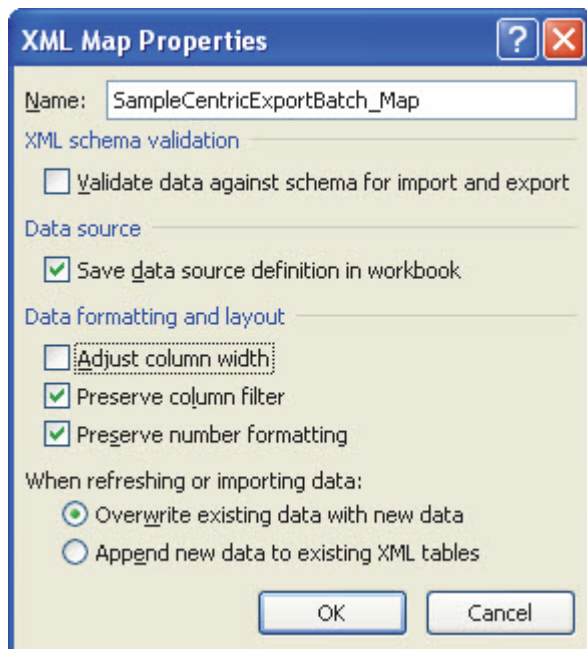 XML Map Properties
Name: SampleCentricExportBatch_Map
XML schema validation
Validate data against schema for import and export
Data source
Save data source definition in workbook
Data formatting and layout
Adjust column width
Preserve column filter
Preserve number formatting
When refreshing or importing data:
Overwrite existing data with new data
Append new data to existing XML tables
OK Cancel